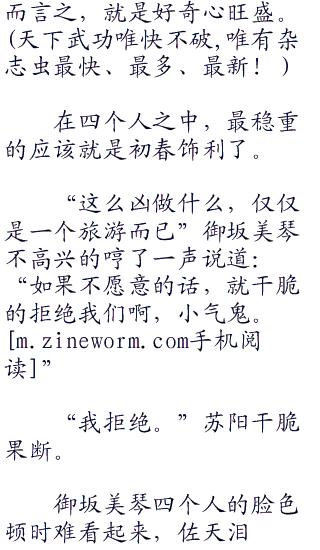 而言之，就是好奇心旺盛。
(天下武功唯快不破,唯有杂
志虫最快、最多、最新！)
在四个人之中，最稳重
的应该就是初春饰利了。
“这么凶做什么，仅仅
是一个旅游而已”御坂美琴
不高兴的哼了一声说道：
“如果不愿意的话，就干脆
的拒绝我们啊，小气鬼。
[m.zineworm.com手机阅
读]”
“我拒绝。”苏阳干脆
果断。
御坂美琴四个人的脸色
顿时难看起来，佐天泪